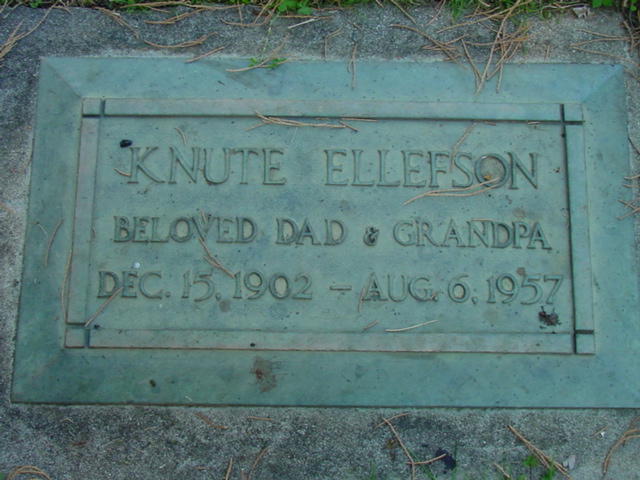 KNUTE ELLEFSON
BELOVED DAD & GRANDPA
DEC. 15, 1902 - AUG. 6, 1957